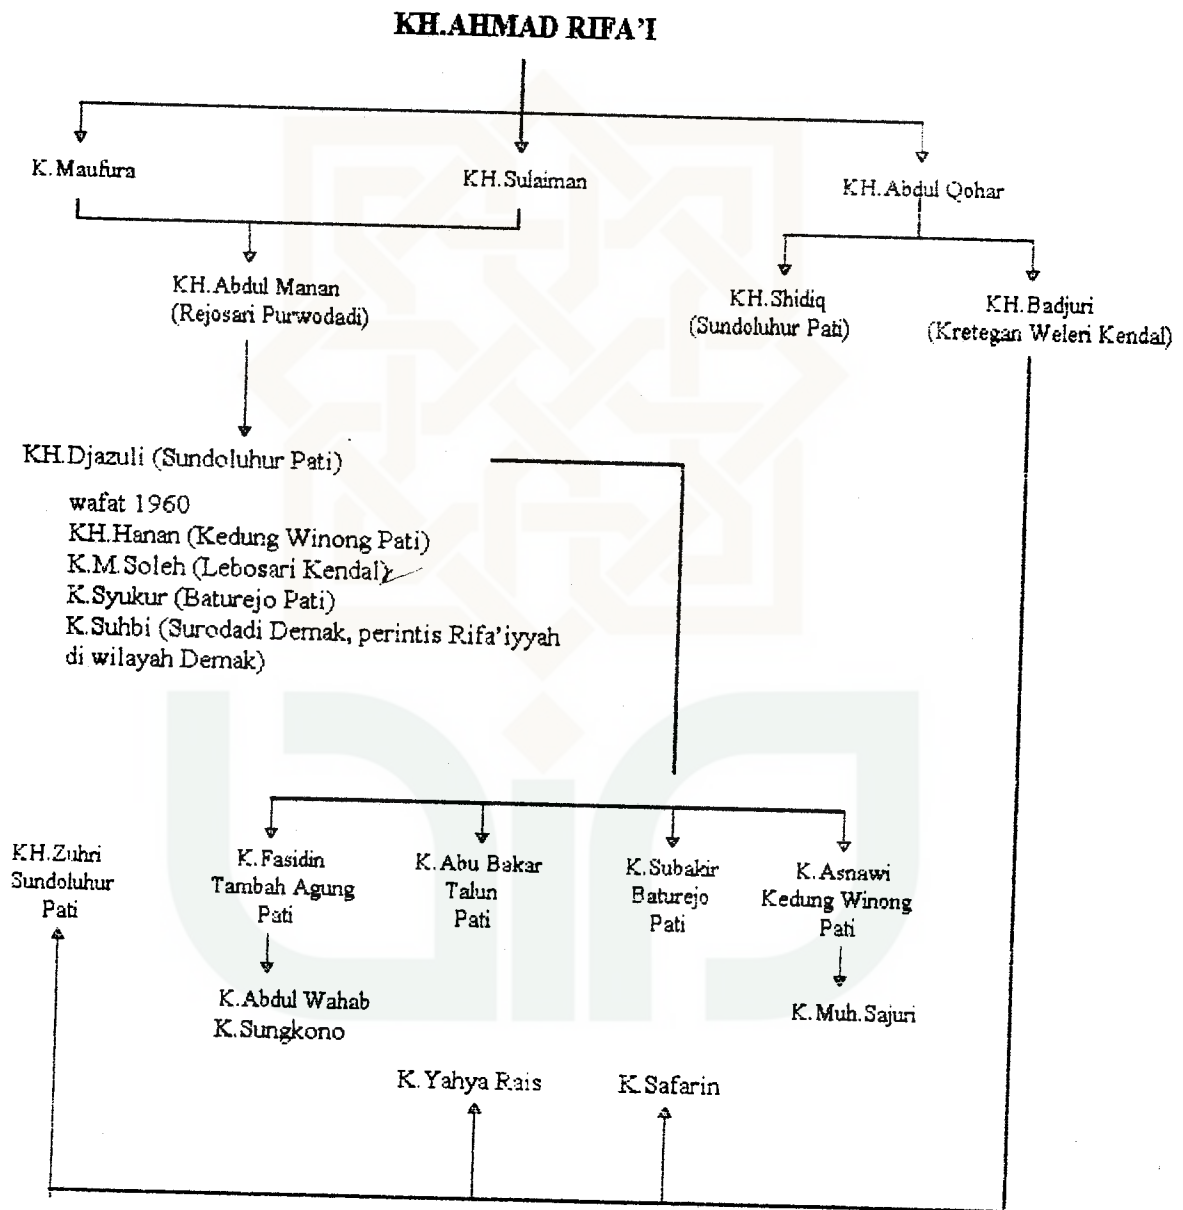 KH.AHMAD RIFA'I
K.Maufura
KH.Sulaiman
KH.Abdul Qohar
KH.Abdul Manan
(Rejosari Purwodadi)
KH.Shidiq
(Sundoluhur Pati)
KH.Badjuri
(Kretegan Weleri Kendal)
KH.Djazuli (Sundoluhur Pati)
wafat 1960
KH.Hanan (Kedung Winong Pati)
K.M.Soleh (Lebosari Kendal)
K.Syukur (Baturejo Pati)
K.Suhbi (Surodadi Demak, perintis Rifa'iyyah
di wilayah Demak)
KH.Zuhri
Sundoluhur
Pati
K.Fasidin
Tambah Agung
Pati
K.Abu Bakar
Talun
Pati
K.Subakir
Baturejo
Pati
K.Asnawi
Kedung Winong
Pati
K.Abdul Wahab
K.Sungkono
K.Muh.Sajuri
K.Yahya Rais
K.Safarin